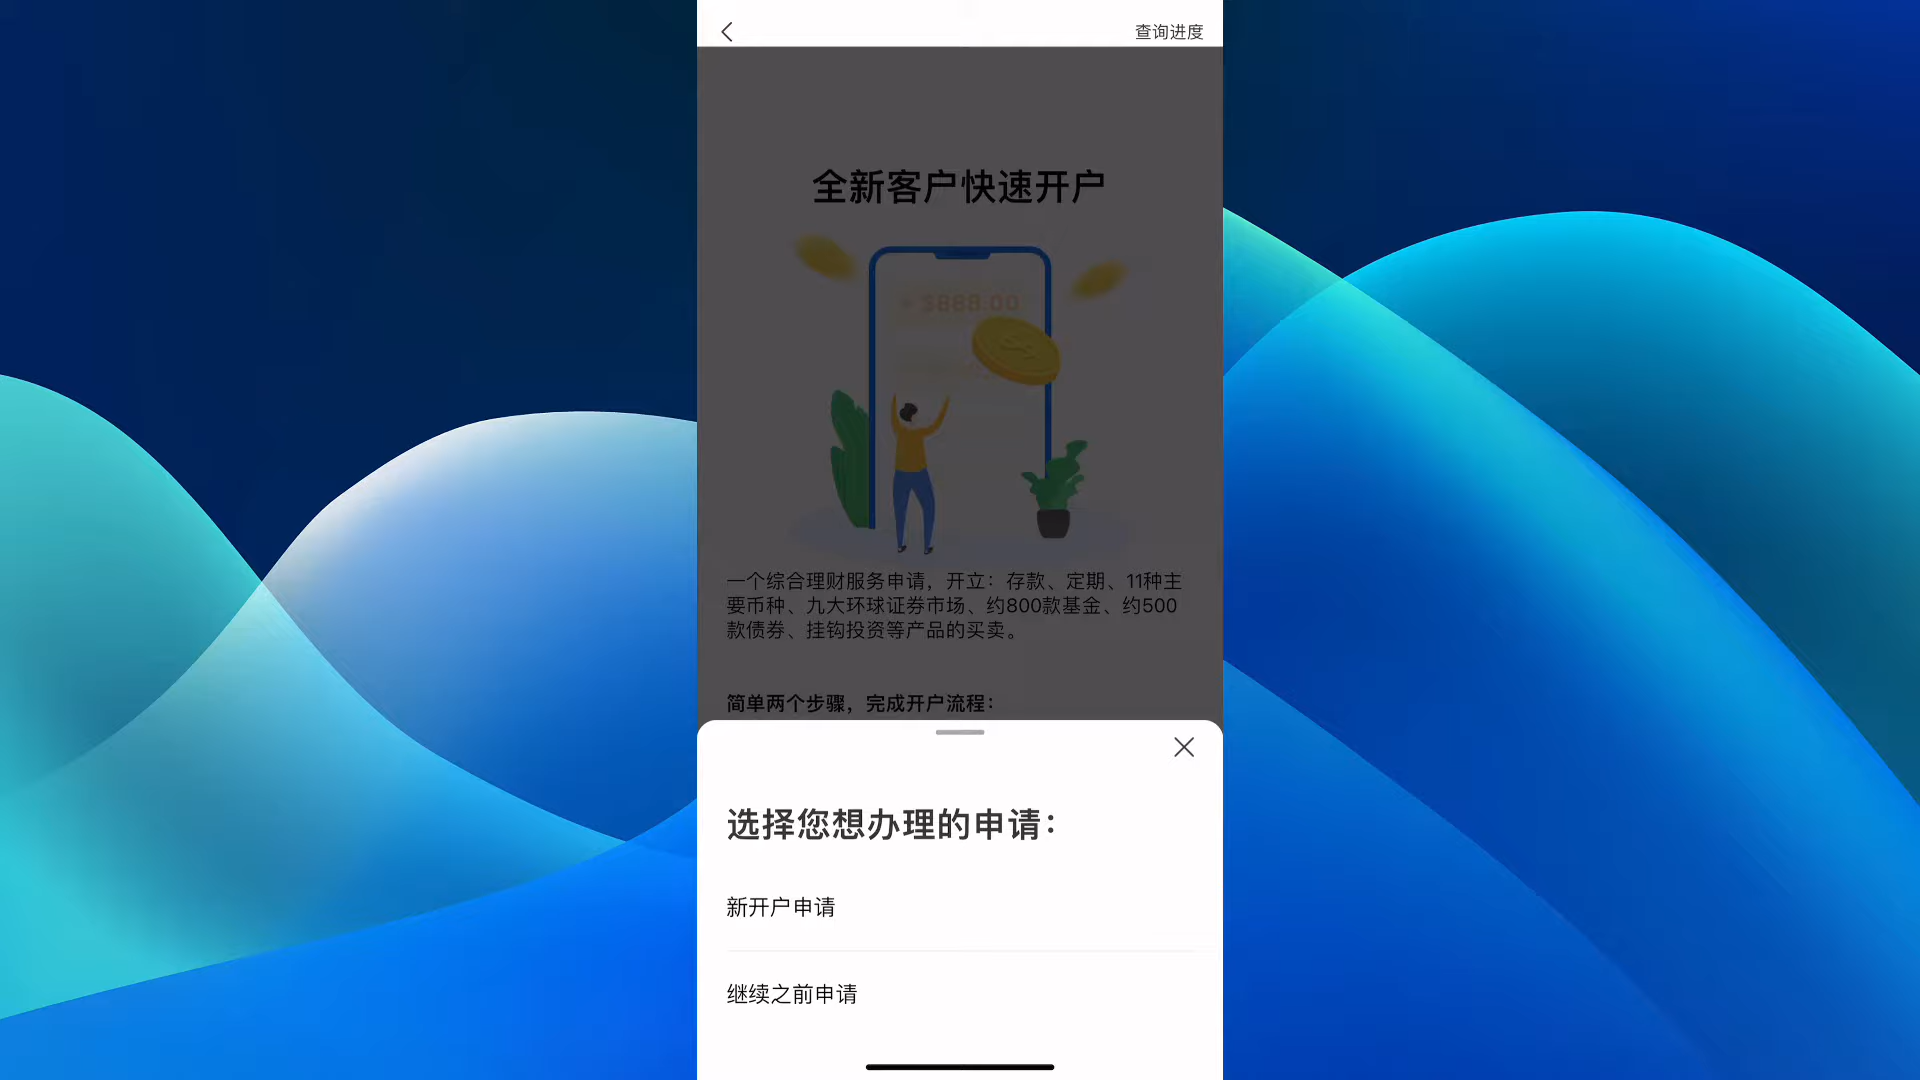 查询进度
全新客户快速开户
+ $888.00
一个综合理财服务申请，开立：存款、定期、11种主
要币种、九大环球证券市场、约800款基金、约500
款债券、挂钩投资等产品的买卖。
简单两个步骤，完成开户流程：
选择您想办理的申请：
新开户申请
继续之前申请